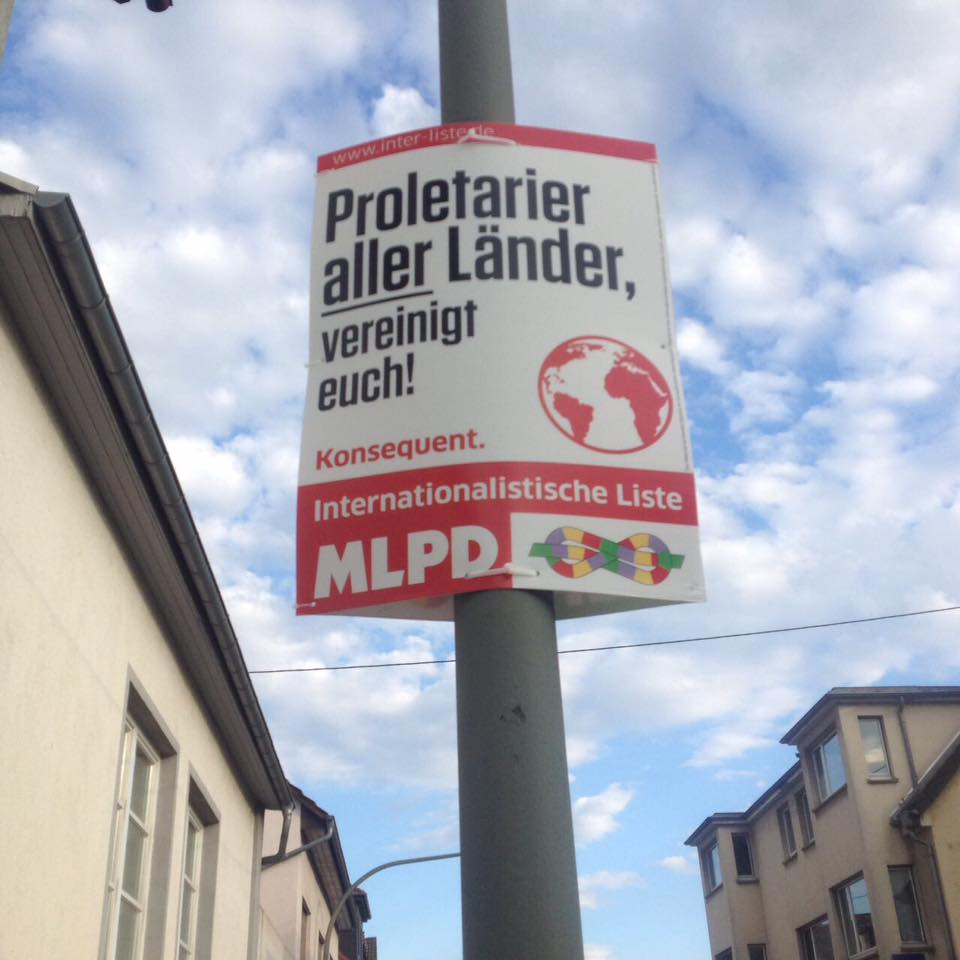 www.inter-liste.de
Proletarier
aller Länder,
vereinigt
euch!
Konsequent.
Internationalistische Liste
MLPD